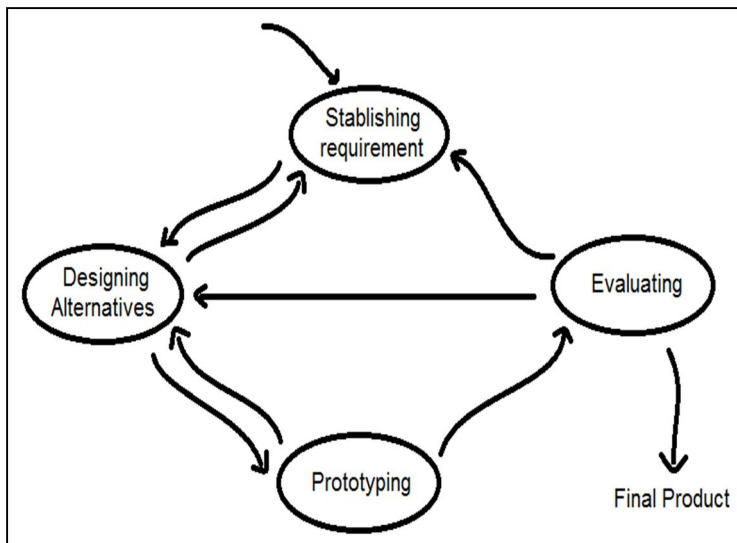 Stablishing
requirement
Designing
Alternatives
Evaluating
Prototyping
Final Product